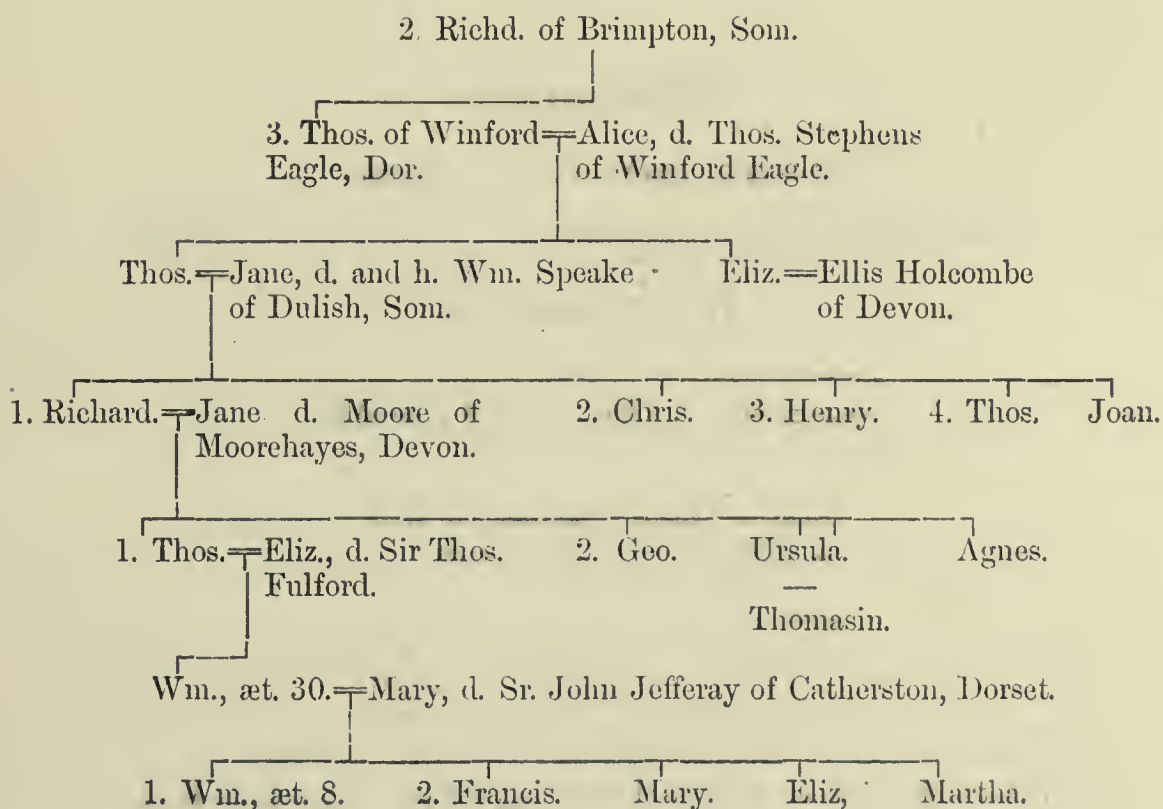 2. Richd. of Brimpton, Som.
3. Thos. of Winford=Alice, d. Thos. Stephens
Eagle, Dor. of Winford Eagle.
Thos.=Jane, d. and h. Wm. Speake Eliz.=Ellis Holcombe
of Dulish, Som. of Devon.
1. Richard.=Jane d. Moore of 2. Chris. 3. Henry. 4. Thos. Joan.
Moorehayes, Devon.
1. Thos.=Eliz., d. Sir Thos. 2. Geo. Ursula. Agnes.
Fulford.
—
Thomasin.
Wm., æt. 30.=Mary, d. Sr. John Jefferay of Catherston, Dorset.
1. Wm., æt. 8. 2. Francis. Mary. Eliz, Martha.